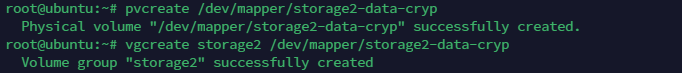 root@ubuntu:~# pvcreate /dev/mapper/storage2-data-cryp
Physical volume "/dev/mapper/storage2-data-cryp" successfully created.
root@ubuntu:~# vgcreate storage2 /dev/mapper/storage2-data-cryp
Volume group "storage2" successfully created